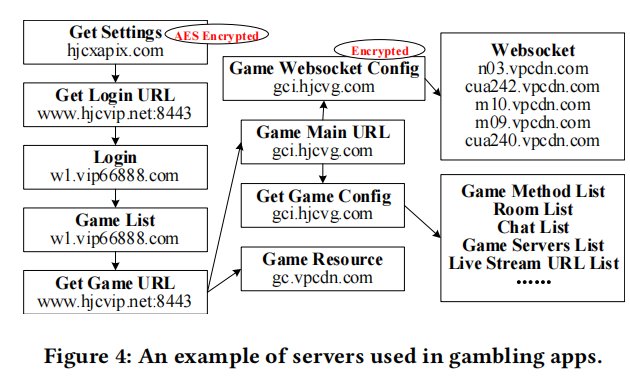 Get Settings
hjcxapix.com
AES Encrypted
Get Login URL
www.hjcvip.net:8443
Login
w1.vip66888.com
Game List
w1.vip66888.com
Get Game URL
www.hjcvip.net:8443
Encrypted
Game Websocket Config
gci.hjcvg.com
Game Main URL
gci.hjcvg.com
Get Game Config
gci.hjcvg.com
Game Resource
gc.vpcdn.com
Websocket
n03.vpcdn.com
cua242.vpcdn.com
m10.vpcdn.com
m09.vpcdn.com
cua240.vpcdn.com
Game Method List
Room List
Chat List
Game Servers List
Live Stream URL List
......
Figure 4: An example of servers used in gambling apps.